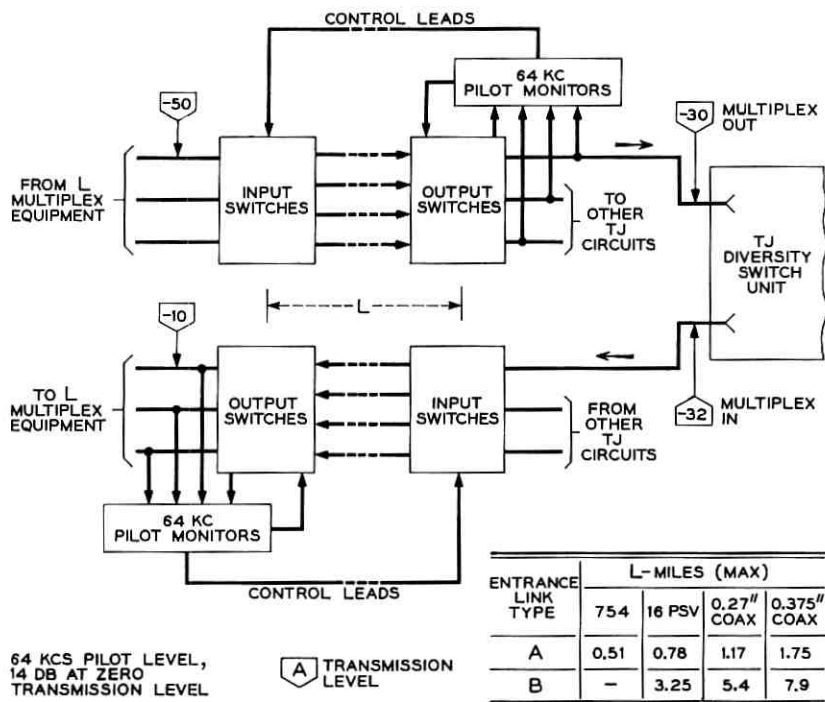 CONTROL LEADS
64 KC
PILOT MONITORS
-50
-30
MULTIPLEX
OUT
FROM L
MULTIPLEX
EQUIPMENT
INPUT
SWITCHES
OUTPUT
SWITCHES
TO
OTHER
TJ
CIRCUITS
TJ
DIVERSITY
SWITCH
UNIT
L
-10
TO L
MULTIPLEX
EQUIPMENT
OUTPUT
SWITCHES
INPUT
SWITCHES
FROM
OTHER
TJ
CIRCUITS
-32
MULTIPLEX
IN
64 KC
PILOT MONITORS
CONTROL LEADS
64 KCS PILOT LEVEL,
14 DB AT ZERO
TRANSMISSION LEVEL
A
TRANSMISSION
LEVEL
ENTRANCE
LINK
TYPE
L-MILES (MAX)
754 16 PSV 0.27" COAX 0.375" COAX
A 0.51 0.78 1.17 1.75
B – 3.25 5.4 7.9